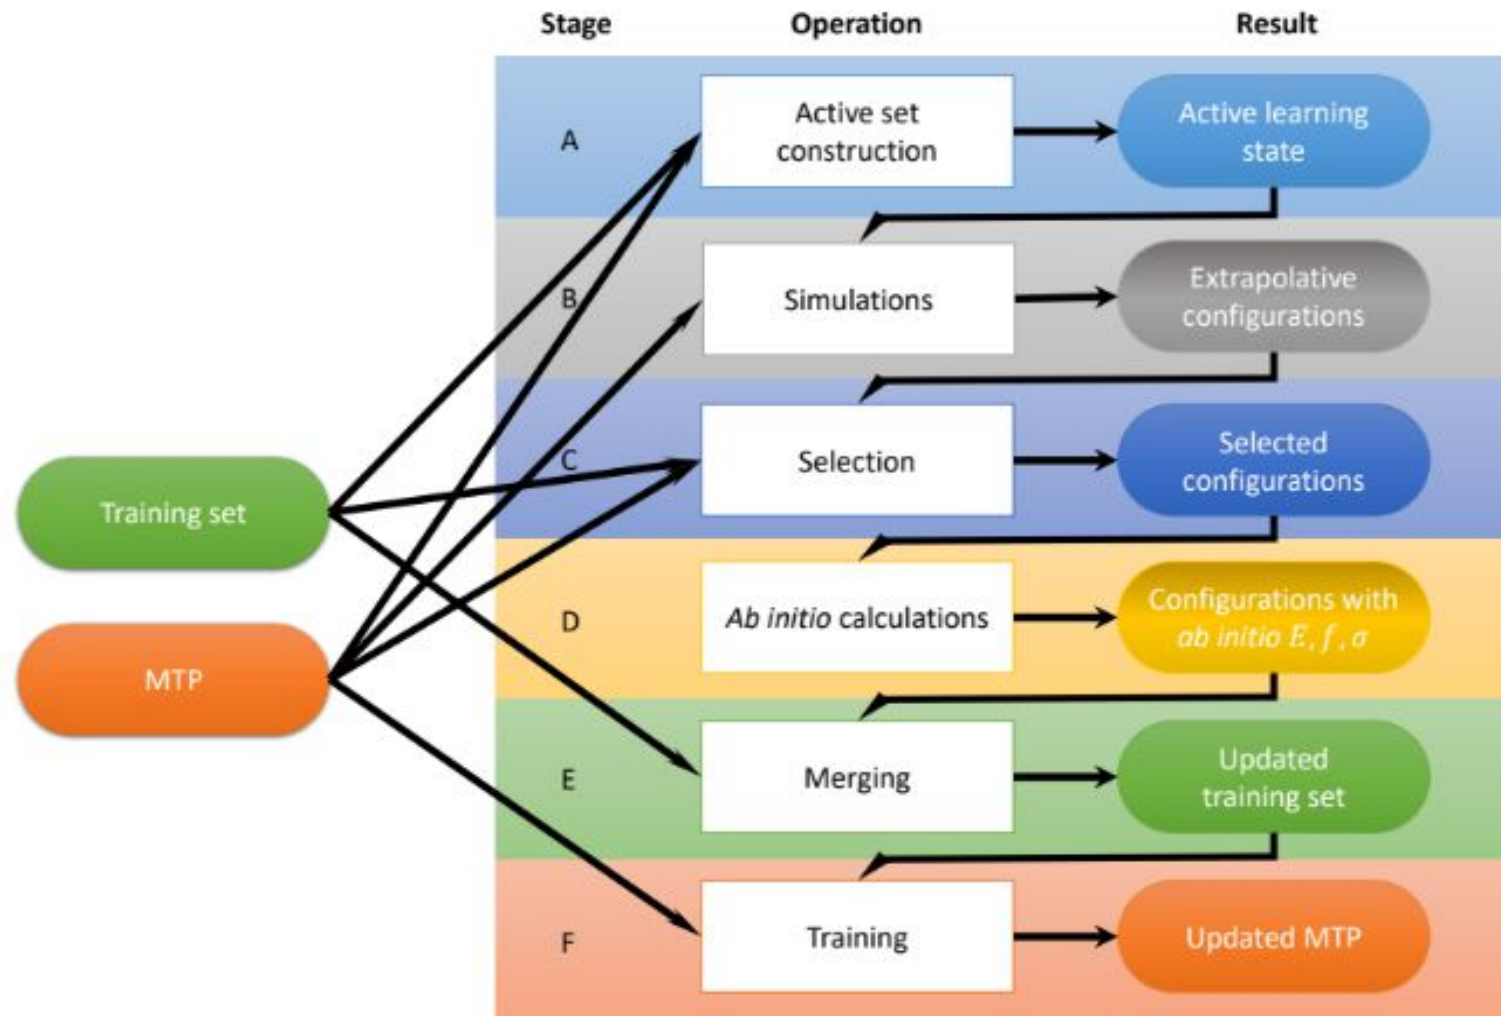 Stage Operation Result
A
Active set
construction
Active learning
state
B
Simulations
Extrapolative
configurations
C
Selection
Selected
configurations
Training set
D
Ab initio calculations
Configurations with
ab initio E, f, σ
MTP
E
Merging
Updated
training set
F
Training
Updated MTP